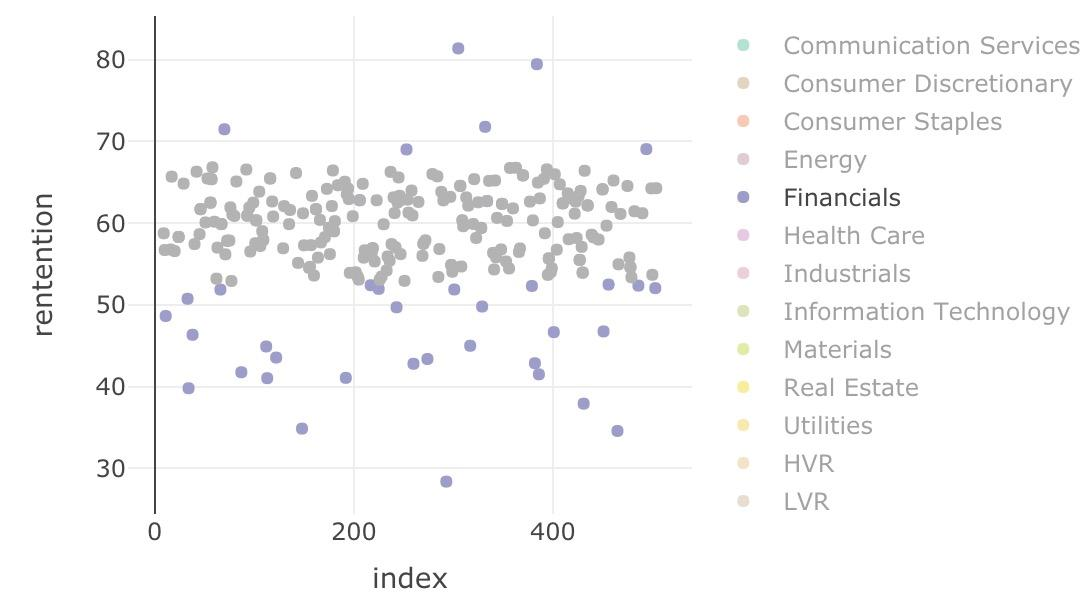 80
70
60
50
40
30
rentention
0
200
400
index
Communication Services
Consumer Discretionary
Consumer Staples
Energy
Financials
Health Care
Industrials
Information Technology
Materials
Real Estate
Utilities
HVR
LVR